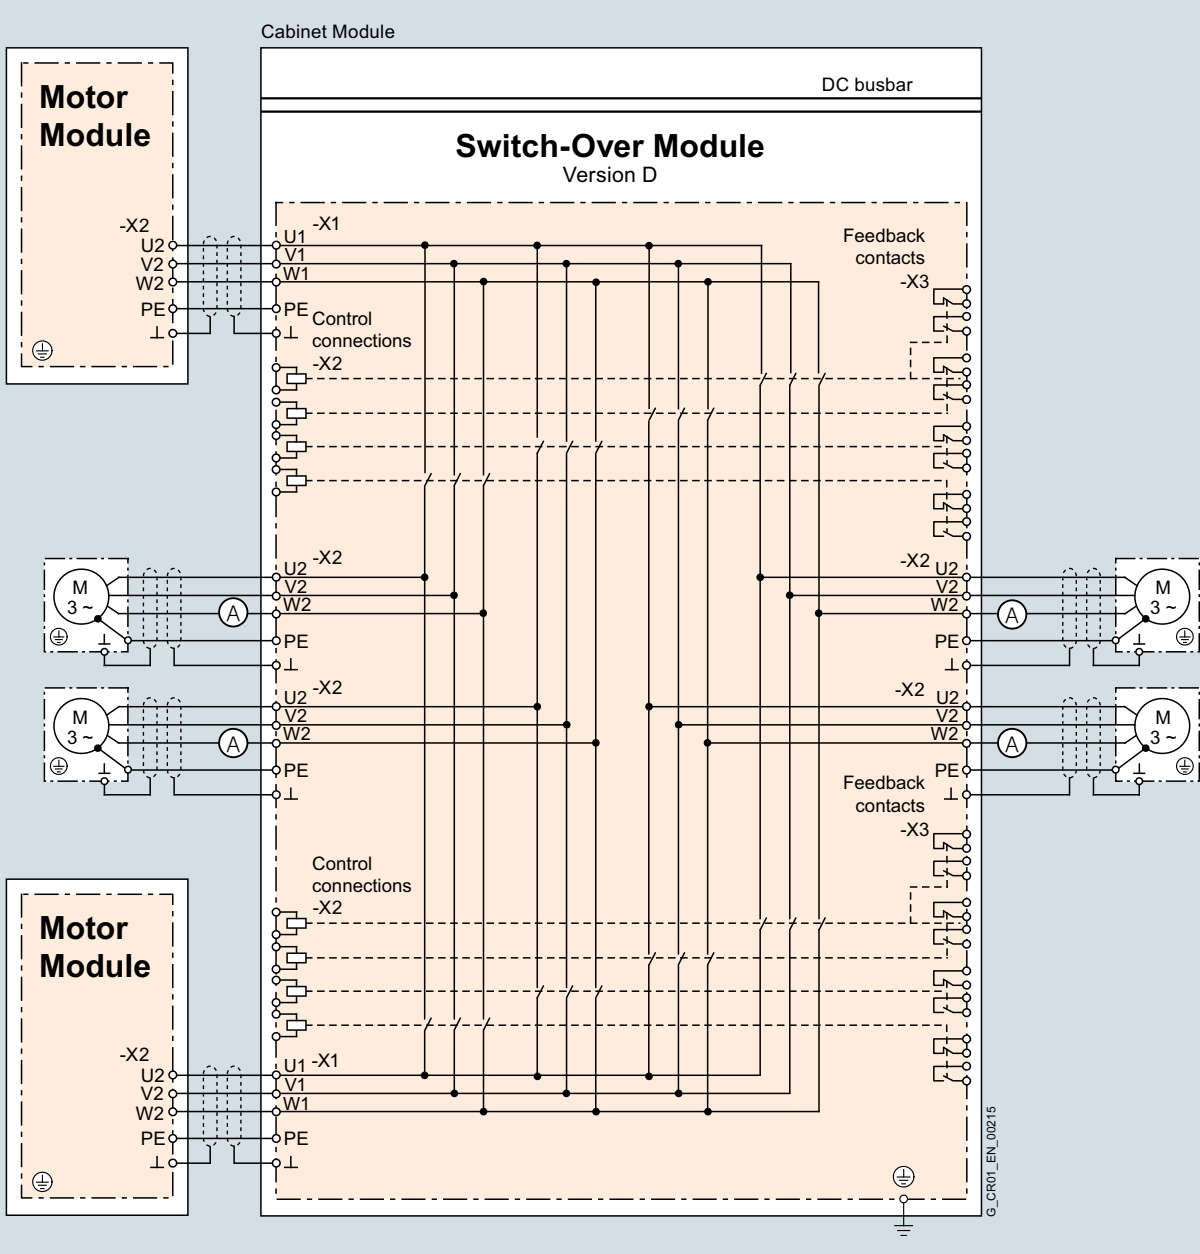 Cabinet Module
DC busbar
Switch-Over Module
Version D
Motor
Module
-X2
U2
V2
W2
PE
U1 -X1
V1
W1
PE
Control
connections
-X2
Feedback
contacts
-X3
M
3 ~
A
U2 -X2
V2
W2
PE
-X2 U2
V2
W2
PE
A
M
3 ~
M
3 ~
A
U2 -X2
V2
W2
PE
-X2 U2
V2
W2
PE
A
M
3 ~
Feedback
contacts
-X3
Control
connections
-X2
Motor
Module
-X2
U2
V2
W2
PE
U1 -X1
V1
W1
PE
G_CR01_EN_00215